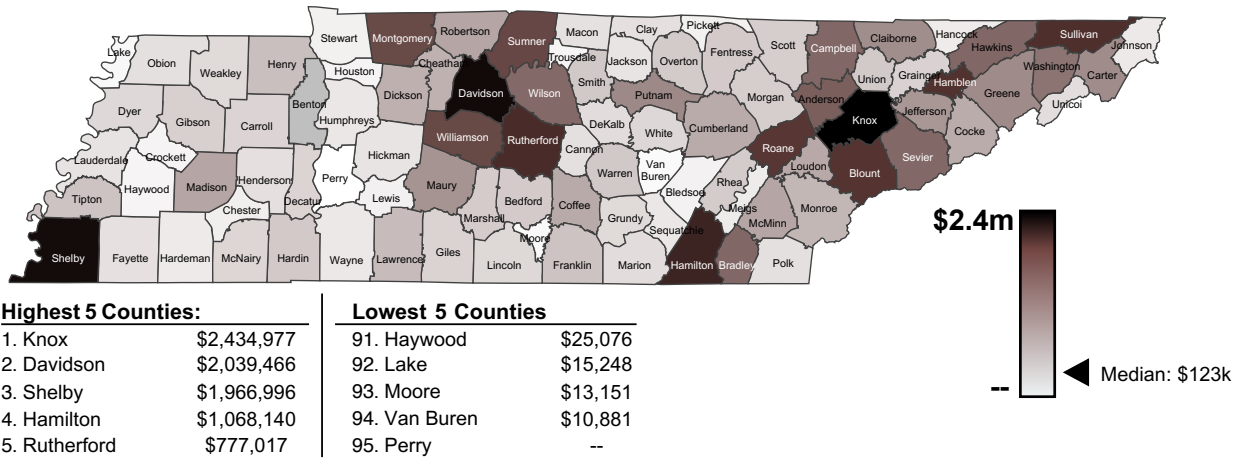 Lake
Obion
Weakley
Henry
Stewart
Montgomery
Robertson
Sumner
Macon
Clay
Pickett
Fentress
Scott
Campbell
Claiborne
Hancock
Hawkins
Sullivan
Johnson
Houston
Cheatham
Trousdale
Jackson
Overton
Union
Grainger
Washington
Carter
Benton
Dickson
Davidson
Wilson
Smith
Putnam
Morgan
Anderson
Hamblen
Greene
Unicoi
Dyer
Gibson
Carroll
Humphreys
DeKalb
White
Cumberland
Knox
Jefferson
Cocke
Williamson
Rutherford
Cannon
Roane
Lauderdale
Crockett
Hickman
Van
Buren
Loudon
Sevier
Haywood
Madison
Henderson
Perry
Maury
Warren
Rhea
Blount
Tipton
Decatur
Lewis
Bedford
Coffee
Bledsoe
Chester
Marshall
Grundy
Meigs
McMinn
Monroe
Moore
Sequatchie
Shelby
Fayette
Hardeman
McNairy
Hardin
Wayne
Lawrence
Giles
Lincoln
Franklin
Marion
Hamilton
Bradley
Polk
$2.4m
--
Median: $123k
Highest 5 Counties:
1. Knox $2,434,977
2. Davidson $2,039,466
3. Shelby $1,966,996
4. Hamilton $1,068,140
5. Rutherford $777,017
Lowest 5 Counties
91. Haywood $25,076
92. Lake $15,248
93. Moore $13,151
94. Van Buren $10,881
95. Perry --